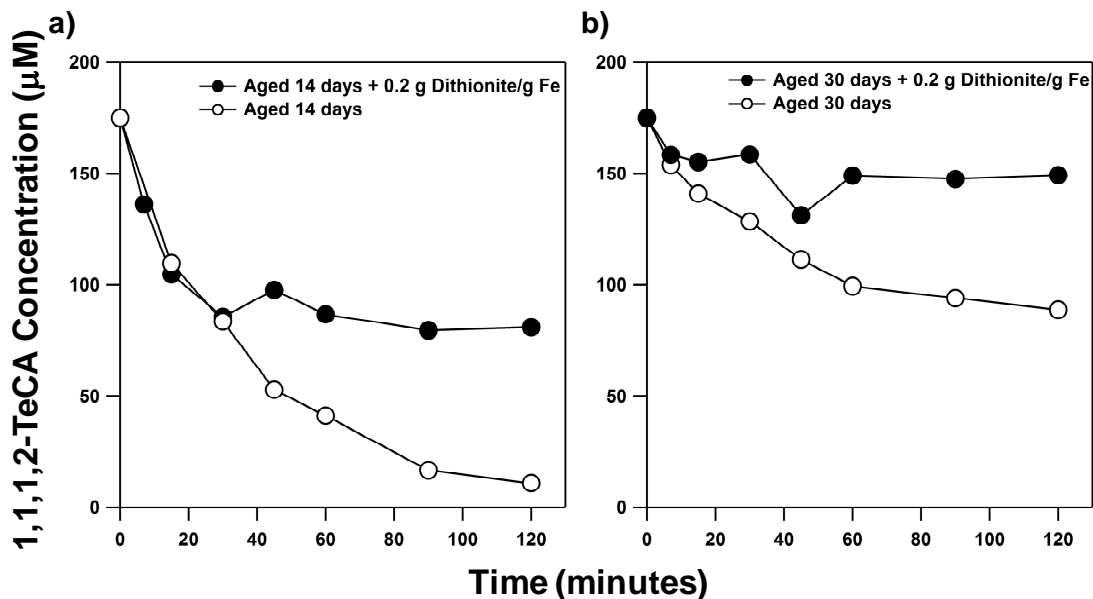 a)
b)
1,1,1,2-TeCA Concentration (μM)
200
150
100
50
0
Aged 14 days + 0.2 g Dithionite/g Fe
Aged 14 days
0 20 40 60 80 100 120
200
150
100
50
0
Aged 30 days + 0.2 g Dithionite/g Fe
Aged 30 days
0 20 40 60 80 100 120
Time (minutes)